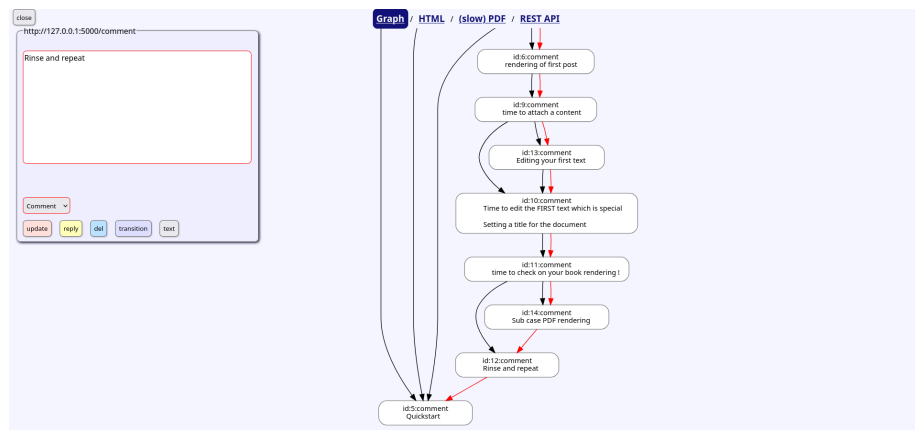 close
Graph / HTML / (slow) PDF / REST API
http://127.0.0.1:5000/comment
Rinse and repeat
Comment
update reply del transition text
id:6:comment
rendering of first post
id:9:comment
time to attach a content
id:13:comment
Editing your first text
id:10:comment
Time to edit the FIRST text which is special
Setting a title for the document
id:11:comment
time to check on your book rendering !
id:14:comment
Sub case PDF rendering
id:12:comment
Rinse and repeat
id:5:comment
Quickstart